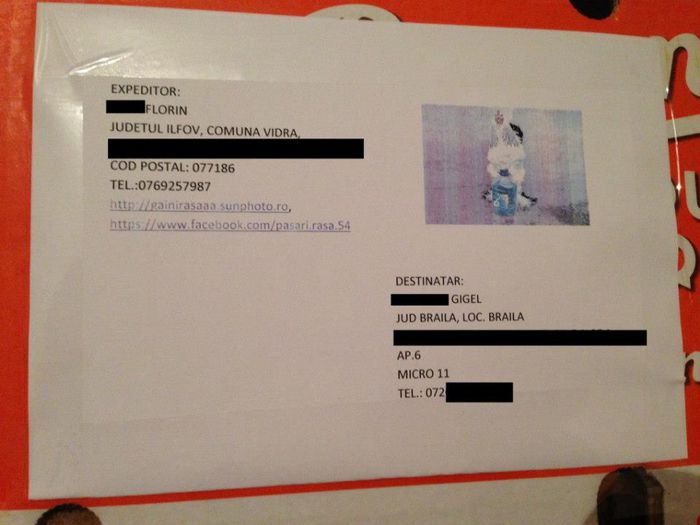 EXPEDITOR:
FLORIN
JUDETUL ILFOV, COMUNA VIDRA,
COD POSTAL: 077186
TEL.:0769257987
http://gainirasaaa.sunphoto.ro,
https://www.facebook.com/pasari.rasa.54
DESTINATAR:
GIGEL
JUD BRAILA, LOC. BRAILA
AP.6
MICRO 11
TEL.: 072